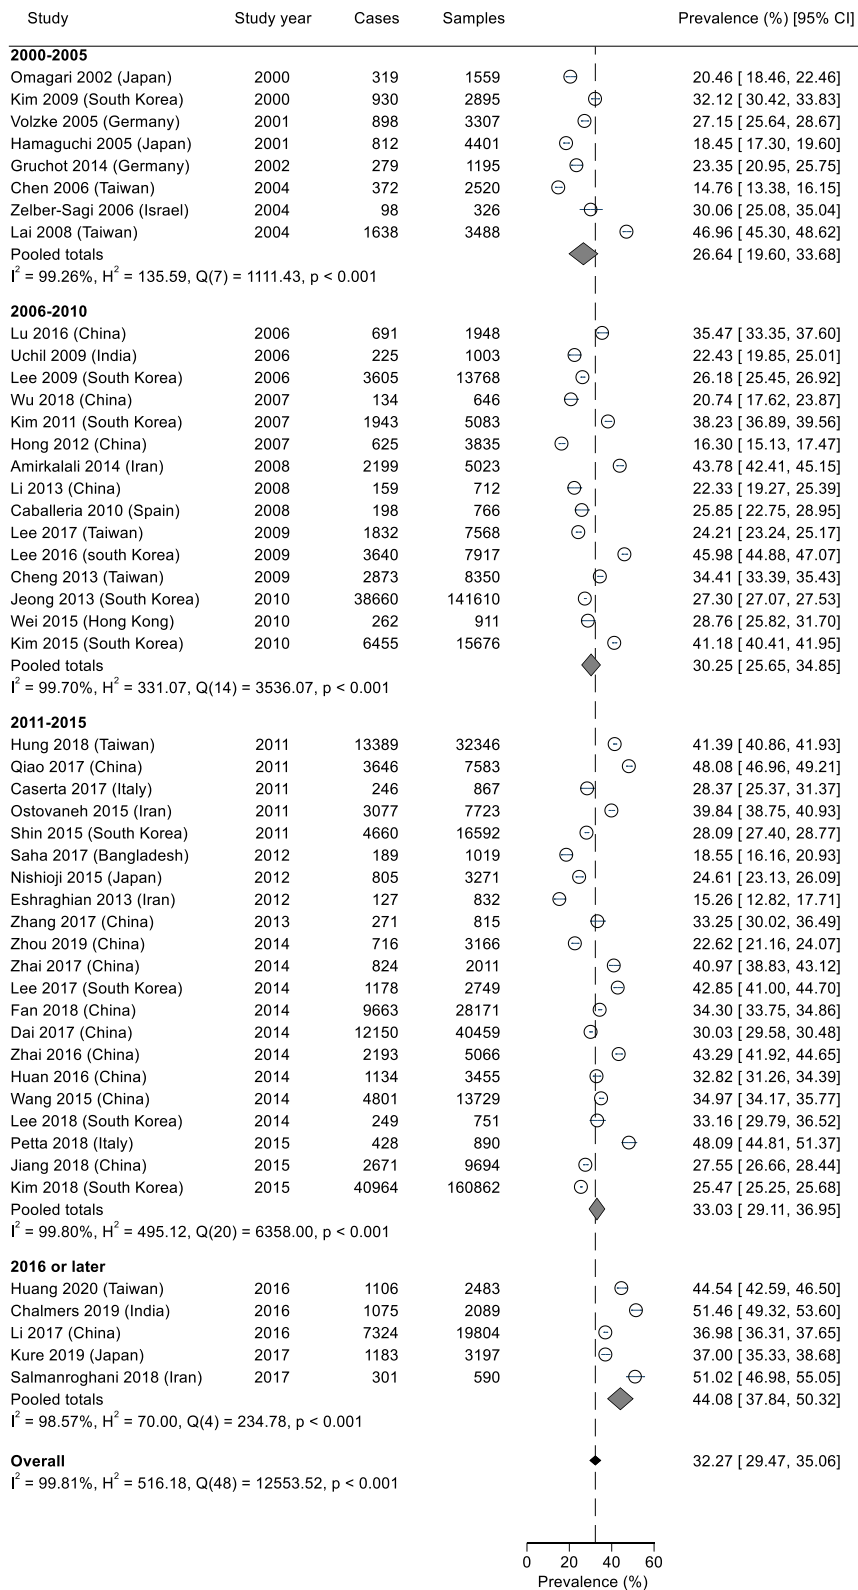 Study Study year Cases Samples Prevalence (%) [95% CI]
2000-2005
Omagari 2002 (Japan) 2000 319 1559 20.46 [ 18.46, 22.46]
Kim 2009 (South Korea) 2000 930 2895 32.12 [ 30.42, 33.83]
Volzke 2005 (Germany) 2001 898 3307 27.15 [ 25.64, 28.67]
Hamaguchi 2005 (Japan) 2001 812 4401 18.45 [ 17.30, 19.60]
Gruchot 2014 (Germany) 2002 279 1195 23.35 [ 20.95, 25.75]
Chen 2006 (Taiwan) 2004 372 2520 14.76 [ 13.38, 16.15]
Zelber-Sagi 2006 (Israel) 2004 98 326 30.06 [ 25.08, 35.04]
Lai 2008 (Taiwan) 2004 1638 3488 46.96 [ 45.30, 48.62]
Pooled totals 26.64 [ 19.60, 33.68]
I² = 99.26%, H² = 135.59, Q(7) = 1111.43, p < 0.001
2006-2010
Lu 2016 (China) 2006 691 1948 35.47 [ 33.35, 37.60]
Uchil 2009 (India) 2006 225 1003 22.43 [ 19.85, 25.01]
Lee 2009 (South Korea) 2006 3605 13768 26.18 [ 25.45, 26.92]
Wu 2018 (China) 2007 134 646 20.74 [ 17.62, 23.87]
Kim 2011 (South Korea) 2007 1943 5083 38.23 [ 36.89, 39.56]
Hong 2012 (China) 2007 625 3835 16.30 [ 15.13, 17.47]
Amirkalali 2014 (Iran) 2008 2199 5023 43.78 [ 42.41, 45.15]
Li 2013 (China) 2008 159 712 22.33 [ 19.27, 25.39]
Caballeria 2010 (Spain) 2008 198 766 25.85 [ 22.75, 28.95]
Lee 2017 (Taiwan) 2009 1832 7568 24.21 [ 23.24, 25.17]
Lee 2016 (south Korea) 2009 3640 7917 45.98 [ 44.88, 47.07]
Cheng 2013 (Taiwan) 2009 2873 8350 34.41 [ 33.39, 35.43]
Jeong 2013 (South Korea) 2010 38660 141610 27.30 [ 27.07, 27.53]
Wei 2015 (Hong Kong) 2010 262 911 28.76 [ 25.82, 31.70]
Kim 2015 (South Korea) 2010 6455 15676 41.18 [ 40.41, 41.95]
Pooled totals 30.25 [ 25.65, 34.85]
I² = 99.70%, H² = 331.07, Q(14) = 3536.07, p < 0.001
2011-2015
Hung 2018 (Taiwan) 2011 13389 32346 41.39 [ 40.86, 41.93]
Qiao 2017 (China) 2011 3646 7583 48.08 [ 46.96, 49.21]
Caserta 2017 (Italy) 2011 246 867 28.37 [ 25.37, 31.37]
Ostovaneh 2015 (Iran) 2011 3077 7723 39.84 [ 38.75, 40.93]
Shin 2015 (South Korea) 2011 4660 16592 28.09 [ 27.40, 28.77]
Saha 2017 (Bangladesh) 2012 189 1019 18.55 [ 16.16, 20.93]
Nishioji 2015 (Japan) 2012 805 3271 24.61 [ 23.13, 26.09]
Eshraghian 2013 (Iran) 2012 127 832 15.26 [ 12.82, 17.71]
Zhang 2017 (China) 2013 271 815 33.25 [ 30.02, 36.49]
Zhou 2019 (China) 2014 716 3166 22.62 [ 21.16, 24.07]
Zhai 2017 (China) 2014 824 2011 40.97 [ 38.83, 43.12]
Lee 2017 (South Korea) 2014 1178 2749 42.85 [ 41.00, 44.70]
Fan 2018 (China) 2014 9663 28171 34.30 [ 33.75, 34.86]
Dai 2017 (China) 2014 12150 40459 30.03 [ 29.58, 30.48]
Zhai 2016 (China) 2014 2193 5066 43.29 [ 41.92, 44.65]
Huan 2016 (China) 2014 1134 3455 32.82 [ 31.26, 34.39]
Wang 2015 (China) 2014 4801 13729 34.97 [ 34.17, 35.77]
Lee 2018 (South Korea) 2014 249 751 33.16 [ 29.79, 36.52]
Petta 2018 (Italy) 2015 428 890 48.09 [ 44.81, 51.37]
Jiang 2018 (China) 2015 2671 9694 27.55 [ 26.66, 28.44]
Kim 2018 (South Korea) 2015 40964 160862 25.47 [ 25.25, 25.68]
Pooled totals 33.03 [ 29.11, 36.95]
I² = 99.80%, H² = 495.12, Q(20) = 6358.00, p < 0.001
2016 or later
Huang 2020 (Taiwan) 2016 1106 2483 44.54 [ 42.59, 46.50]
Chalmers 2019 (India) 2016 1075 2089 51.46 [ 49.32, 53.60]
Li 2017 (China) 2016 7324 19804 36.98 [ 36.31, 37.65]
Kure 2019 (Japan) 2017 1183 3197 37.00 [ 35.33, 38.68]
Salmanroghani 2018 (Iran) 2017 301 590 51.02 [ 46.98, 55.05]
Pooled totals 44.08 [ 37.84, 50.32]
I² = 98.57%, H² = 70.00, Q(4) = 234.78, p < 0.001
Overall 32.27 [ 29.47, 35.06]
I² = 99.81%, H² = 516.18, Q(48) = 12553.52, p < 0.001
0 20 40 60
Prevalence (%)